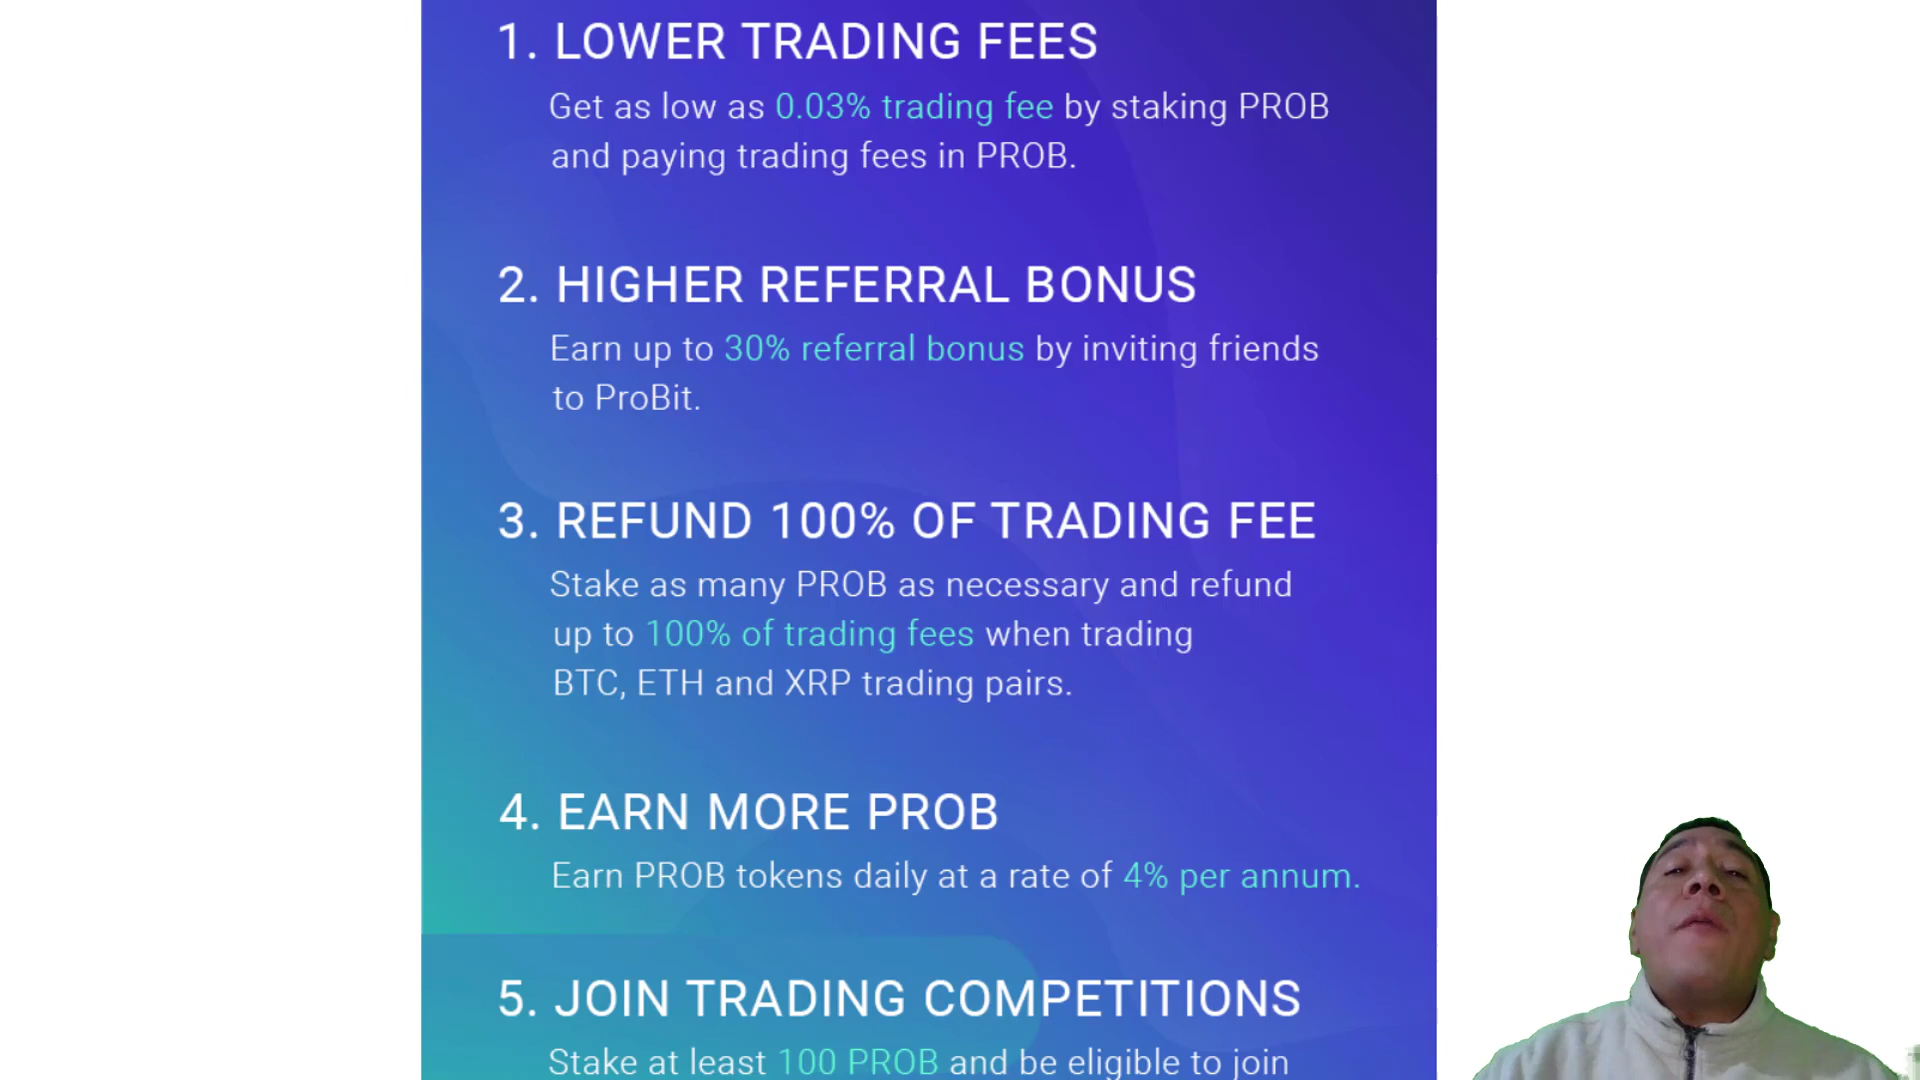 1. LOWER TRADING FEES
Get as low as 0.03% trading fee by staking PROB
and paying trading fees in PROB.
2. HIGHER REFERRAL BONUS
Earn up to 30% referral bonus by inviting friends
to ProBit.
3. REFUND 100% OF TRADING FEE
Stake as many PROB as necessary and refund
up to 100% of trading fees when trading
BTC, ETH and XRP trading pairs.
4. EARN MORE PROB
Earn PROB tokens daily at a rate of 4% per annum.
5. JOIN TRADING COMPETITIONS
Stake at least 100 PROB and be eligible to join